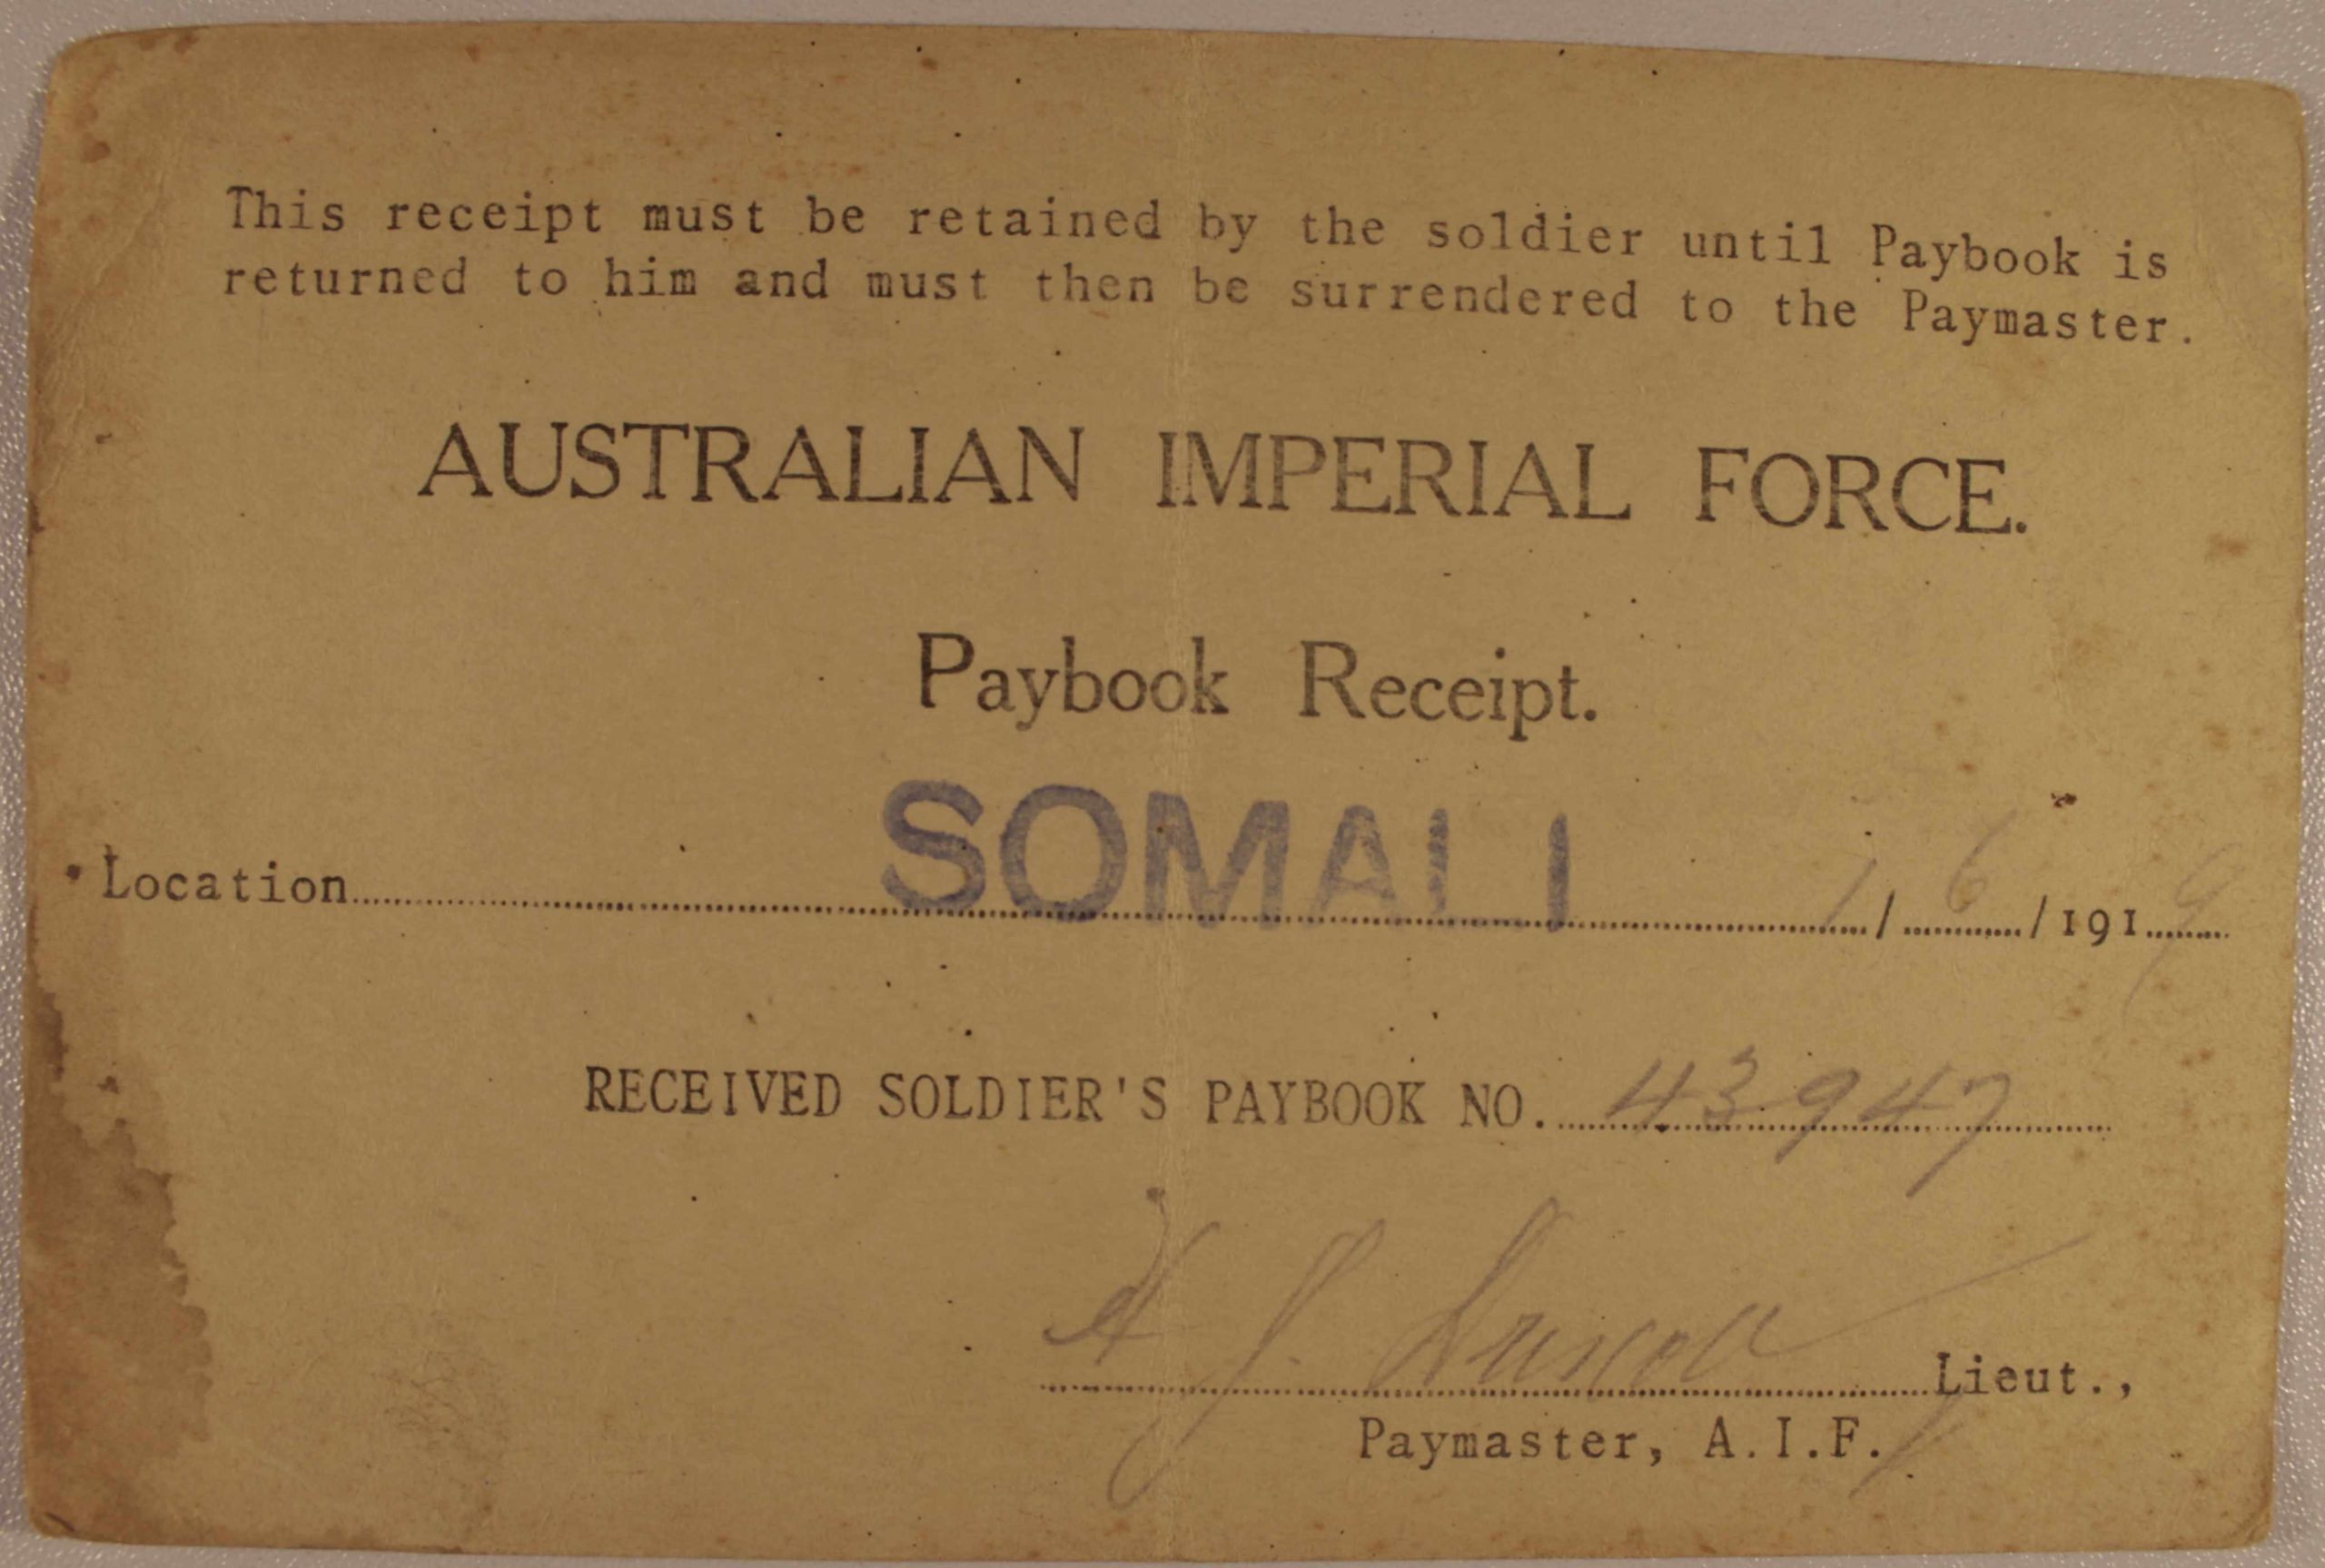 This receipt must be retained by the soldier until Paybook is
returned to him and must then be surrendered to the Paymaster.
AUSTRALIAN IMPERIAL FORCE.
Paybook Receipt.
Location SOMALI 1/6/1919
RECEIVED SOLDIER'S PAYBOOK NO. 43947
J. Driscoll Lieut.,
Paymaster, A.I.F.